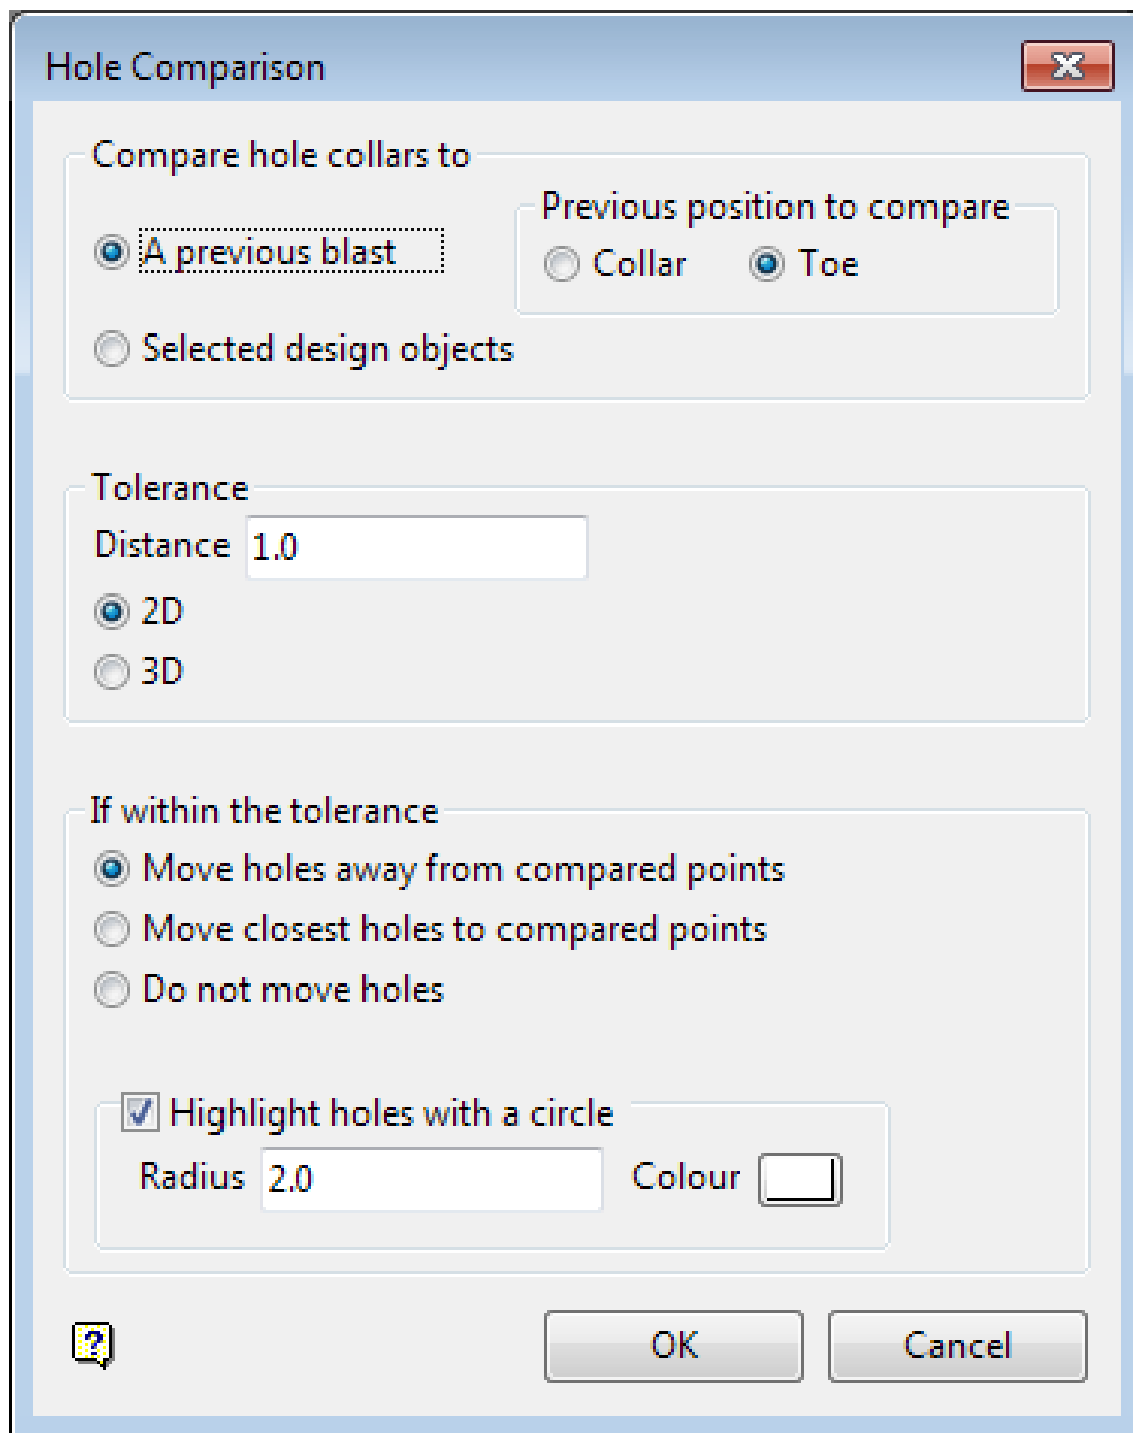 Hole Comparison
Compare hole collars to
Previous position to compare
A previous blast
Collar
Toe
Selected design objects
Tolerance
Distance 1.0
2D
3D
If within the tolerance
Move holes away from compared points
Move closest holes to compared points
Do not move holes
Highlight holes with a circle
Radius 2.0 Colour
?
OK Cancel